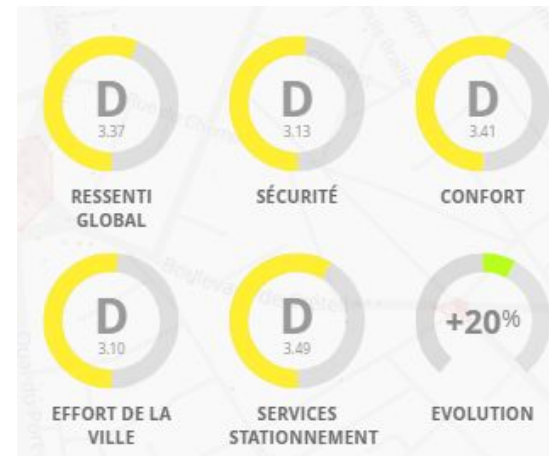 D
3.37
RESSENTI
GLOBAL
D
3.13
SÉCURITÉ
D
3.41
CONFORT
D
3.10
EFFORT DE LA
VILLE
D
3.49
SERVICES
STATIONNEMENT
+20%
EVOLUTION